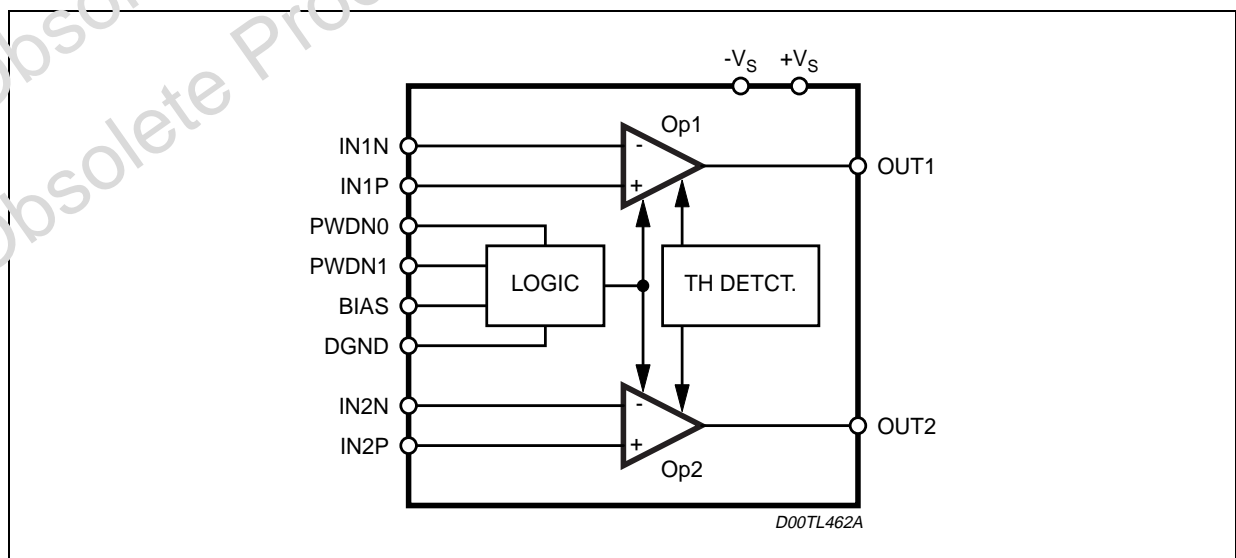 Obsolete Pro
-VS +VS
Op1
IN1N
-
OUT1
IN1P
+
PWDN0
PWDN1
LOGIC
TH DETCT.
BIAS
DGND
IN2N
-
OUT2
IN2P
+
Op2
D00TL462A